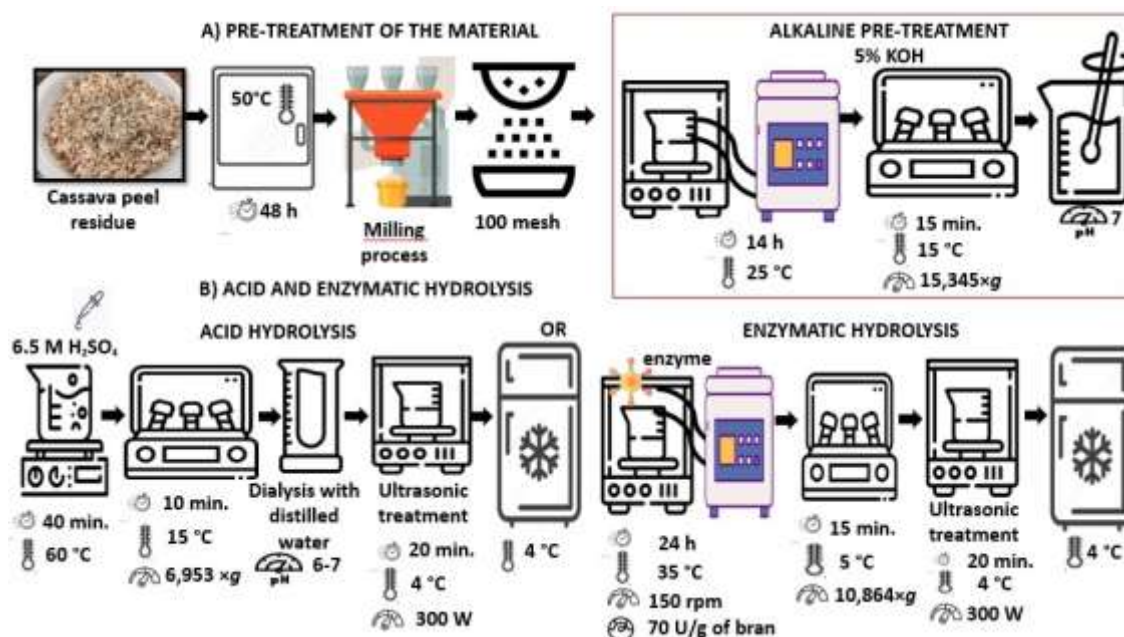 A) PRE-TREATMENT OF THE MATERIAL
50°C
Cassava peel
residue
48 h
Milling
process
100 mesh
ALKALINE PRE-TREATMENT
5% KOH
14 h
25 °C
15 min.
15 °C
15,345×g
pH
7
B) ACID AND ENZYMATIC HYDROLYSIS
ACID HYDROLYSIS
6.5 M H₂SO₄
40 min.
60 °C
10 min.
15 °C
6,953 ×g
Dialysis with
distilled
water
pH
6-7
Ultrasonic
treatment
20 min.
4 °C
300 W
OR
4 °C
ENZYMATIC HYDROLYSIS
enzyme
24 h
35 °C
150 rpm
70 U/g of bran
15 min.
5 °C
10,864×g
Ultrasonic
treatment
20 min.
4 °C
300 W
4 °C